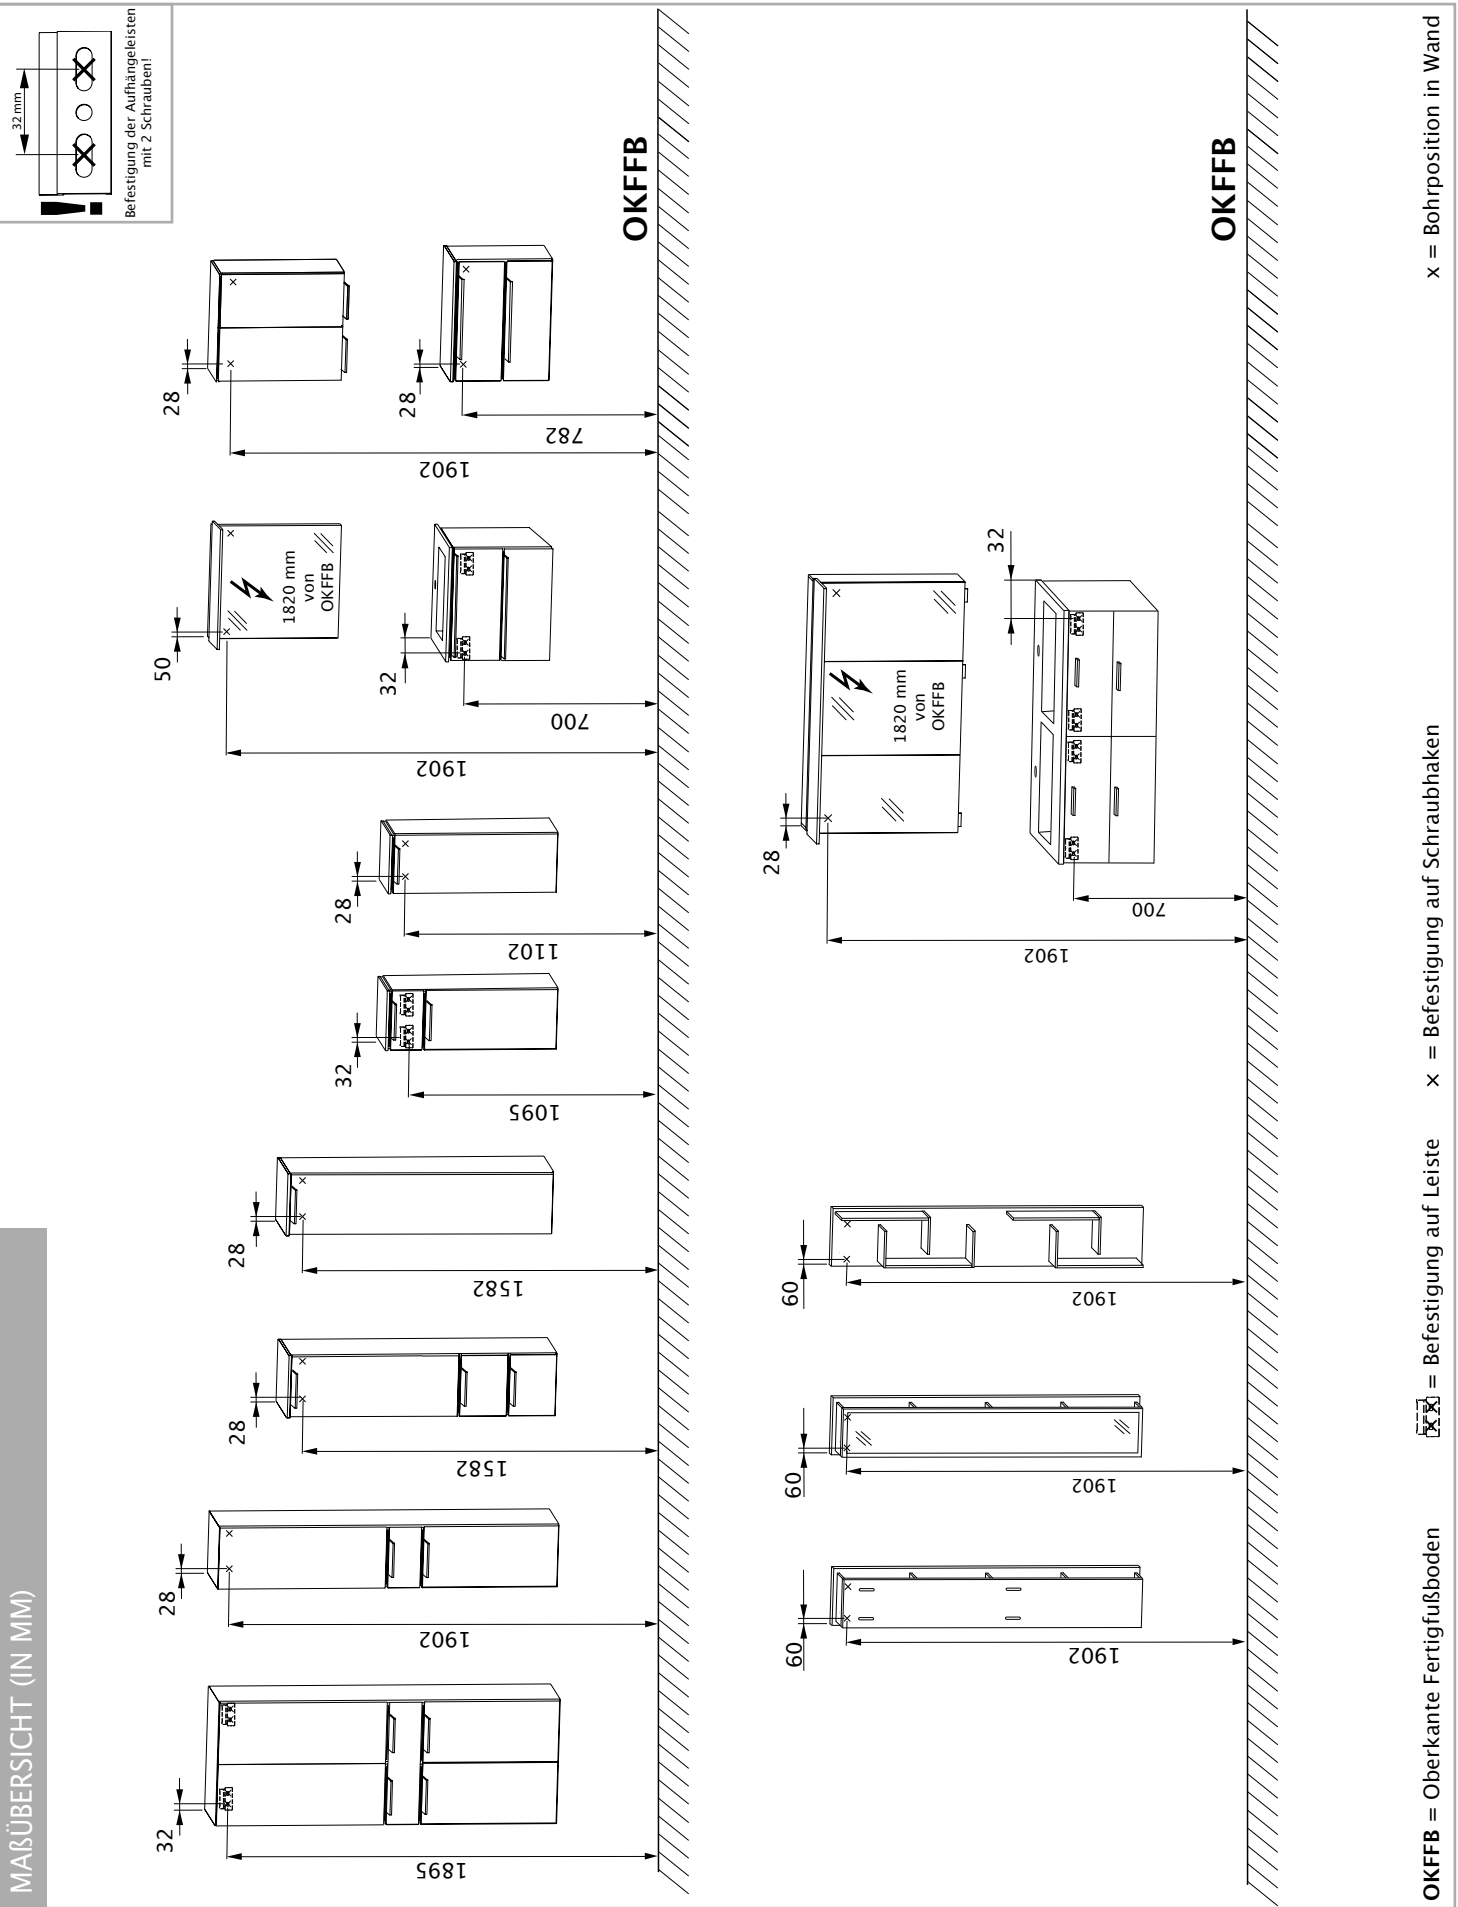 MAßÜBERSICHT (IN MM)
32 mm
Befestigung der Aufhängeleisten
mit 2 Schrauben!
32
1895
28
1902
28
1582
28
1582
32
1095
28
1102
50
1820 mm
von
OKFFB
1902
32
700
28
1902
28
782
OKFFB
60
1902
60
1902
60
1902
28
1820 mm
von
OKFFB
1902
32
700
OKFFB
OKFFB = Oberkante Fertigfußboden
= Befestigung auf Leiste
x = Befestigung auf Schraubhaken
x = Bohrposition in Wand